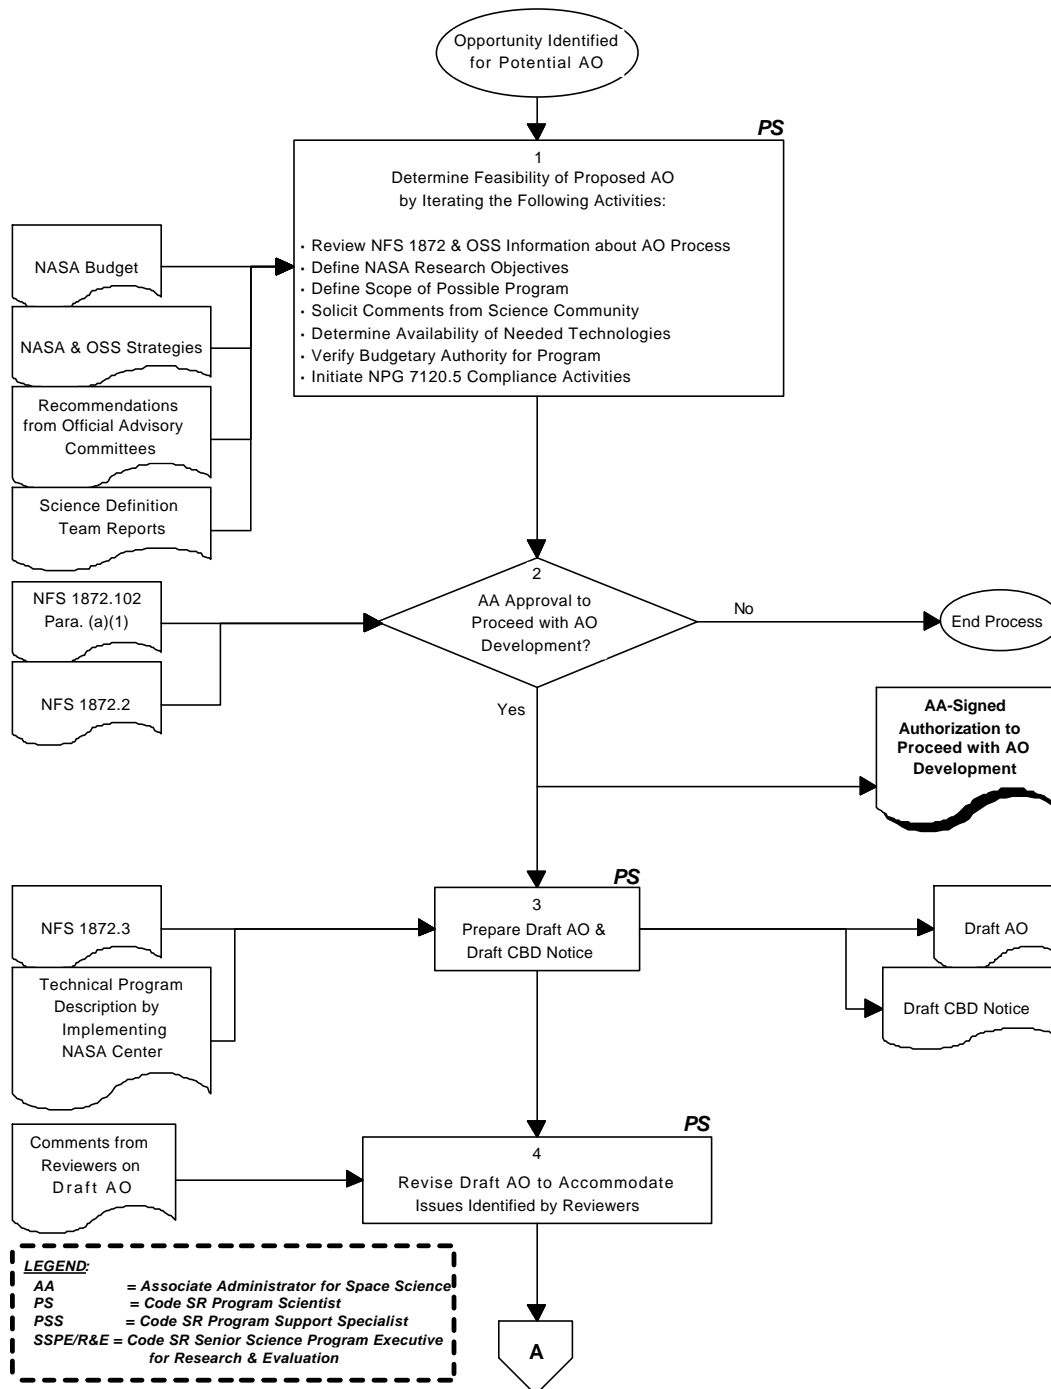 Opportunity Identified
for Potential AO
PS
1
Determine Feasibility of Proposed AO
by Iterating the Following Activities:
· Review NFS 1872 & OSS Information about AO Process
· Define NASA Research Objectives
· Define Scope of Possible Program
· Solicit Comments from Science Community
· Determine Availability of Needed Technologies
· Verify Budgetary Authority for Program
· Initiate NPG 7120.5 Compliance Activities
NASA Budget
NASA & OSS Strategies
Recommendations
from Official Advisory
Committees
Science Definition
Team Reports
NFS 1872.102
Para. (a)(1)
NFS 1872.2
2
AA Approval to
Proceed with AO
Development?
No
End Process
Yes
AA-Signed
Authorization to
Proceed with AO
Development
PS
3
Prepare Draft AO &
Draft CBD Notice
NFS 1872.3
Technical Program
Description by
Implementing
NASA Center
Draft AO
Draft CBD Notice
PS
4
Revise Draft AO to Accommodate
Issues Identified by Reviewers
Comments from
Reviewers on
Draft AO
LEGEND:
AA = Associate Administrator for Space Science
PS = Code SR Program Scientist
PSS = Code SR Program Support Specialist
SSPE/R&E = Code SR Senior Science Program Executive
for Research & Evaluation
A